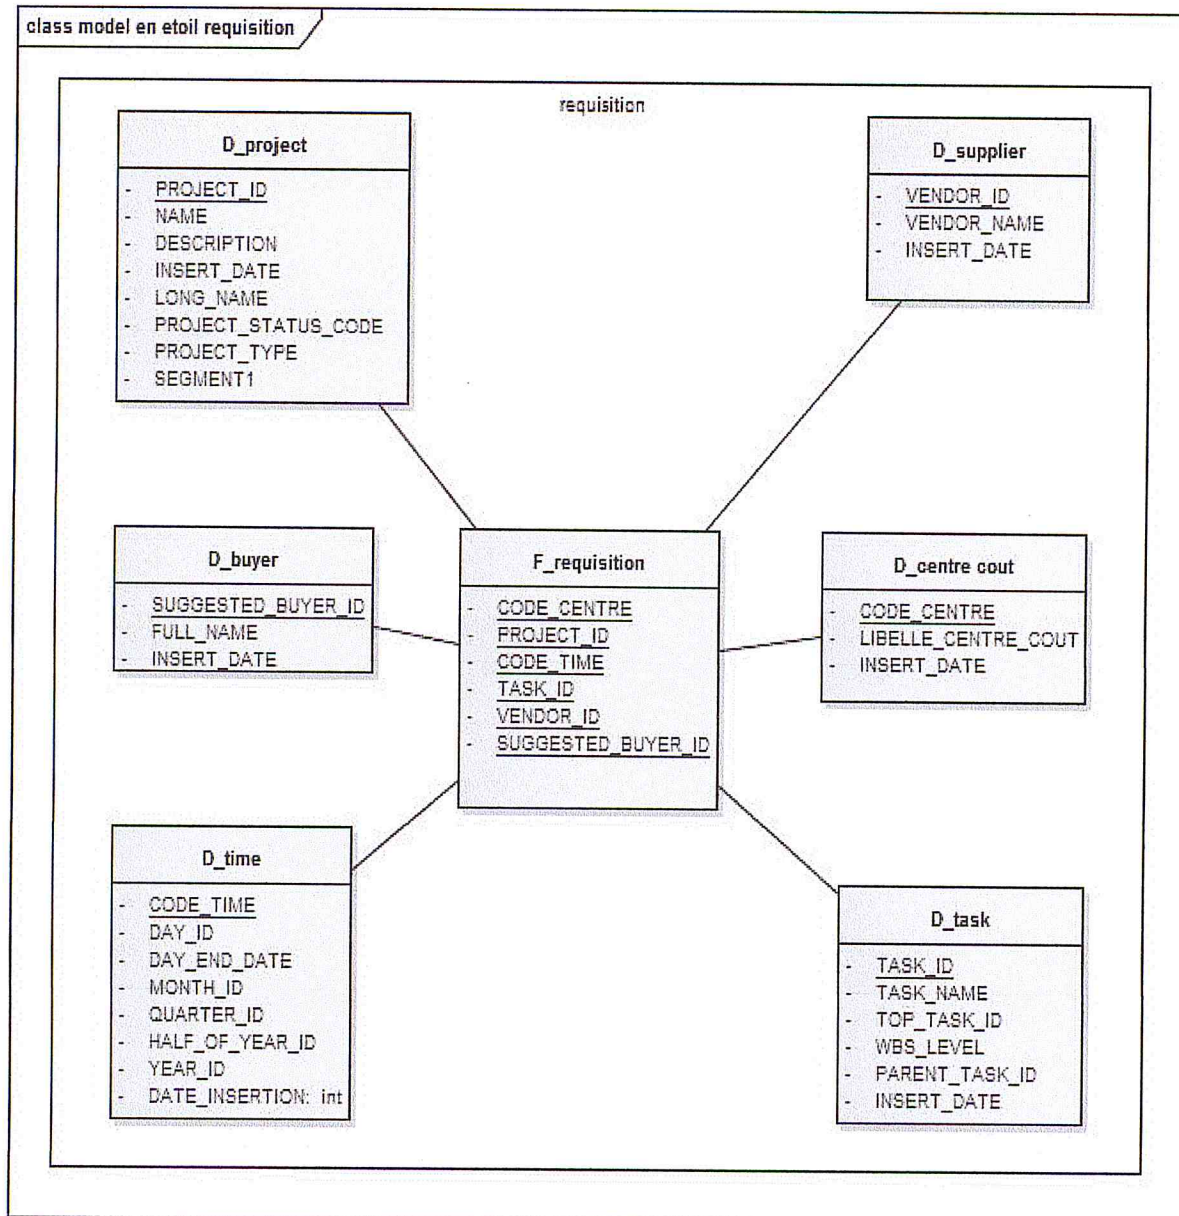 class model en etoil requisition
requisition
D_project
- PROJECT_ID
- NAME
- DESCRIPTION
- INSERT_DATE
- LONG_NAME
- PROJECT_STATUS_CODE
- PROJECT_TYPE
- SEGMENT1
D_supplier
- VENDOR_ID
- VENDOR_NAME
- INSERT_DATE
D_buyer
- SUGGESTED_BUYER_ID
- FULL_NAME
- INSERT_DATE
F_requisition
- CODE_CENTRE
- PROJECT_ID
- CODE_TIME
- TASK_ID
- VENDOR_ID
- SUGGESTED_BUYER_ID
D_centre cout
- CODE_CENTRE
- LIBELLE_CENTRE_COUT
- INSERT_DATE
D_time
- CODE_TIME
- DAY_ID
- DAY_END_DATE
- MONTH_ID
- QUARTER_ID
- HALF_OF_YEAR_ID
- YEAR_ID
- DATE_INSERTION: int
D_task
- TASK_ID
- TASK_NAME
- TOP_TASK_ID
- WBS_LEVEL
- PARENT_TASK_ID
- INSERT_DATE